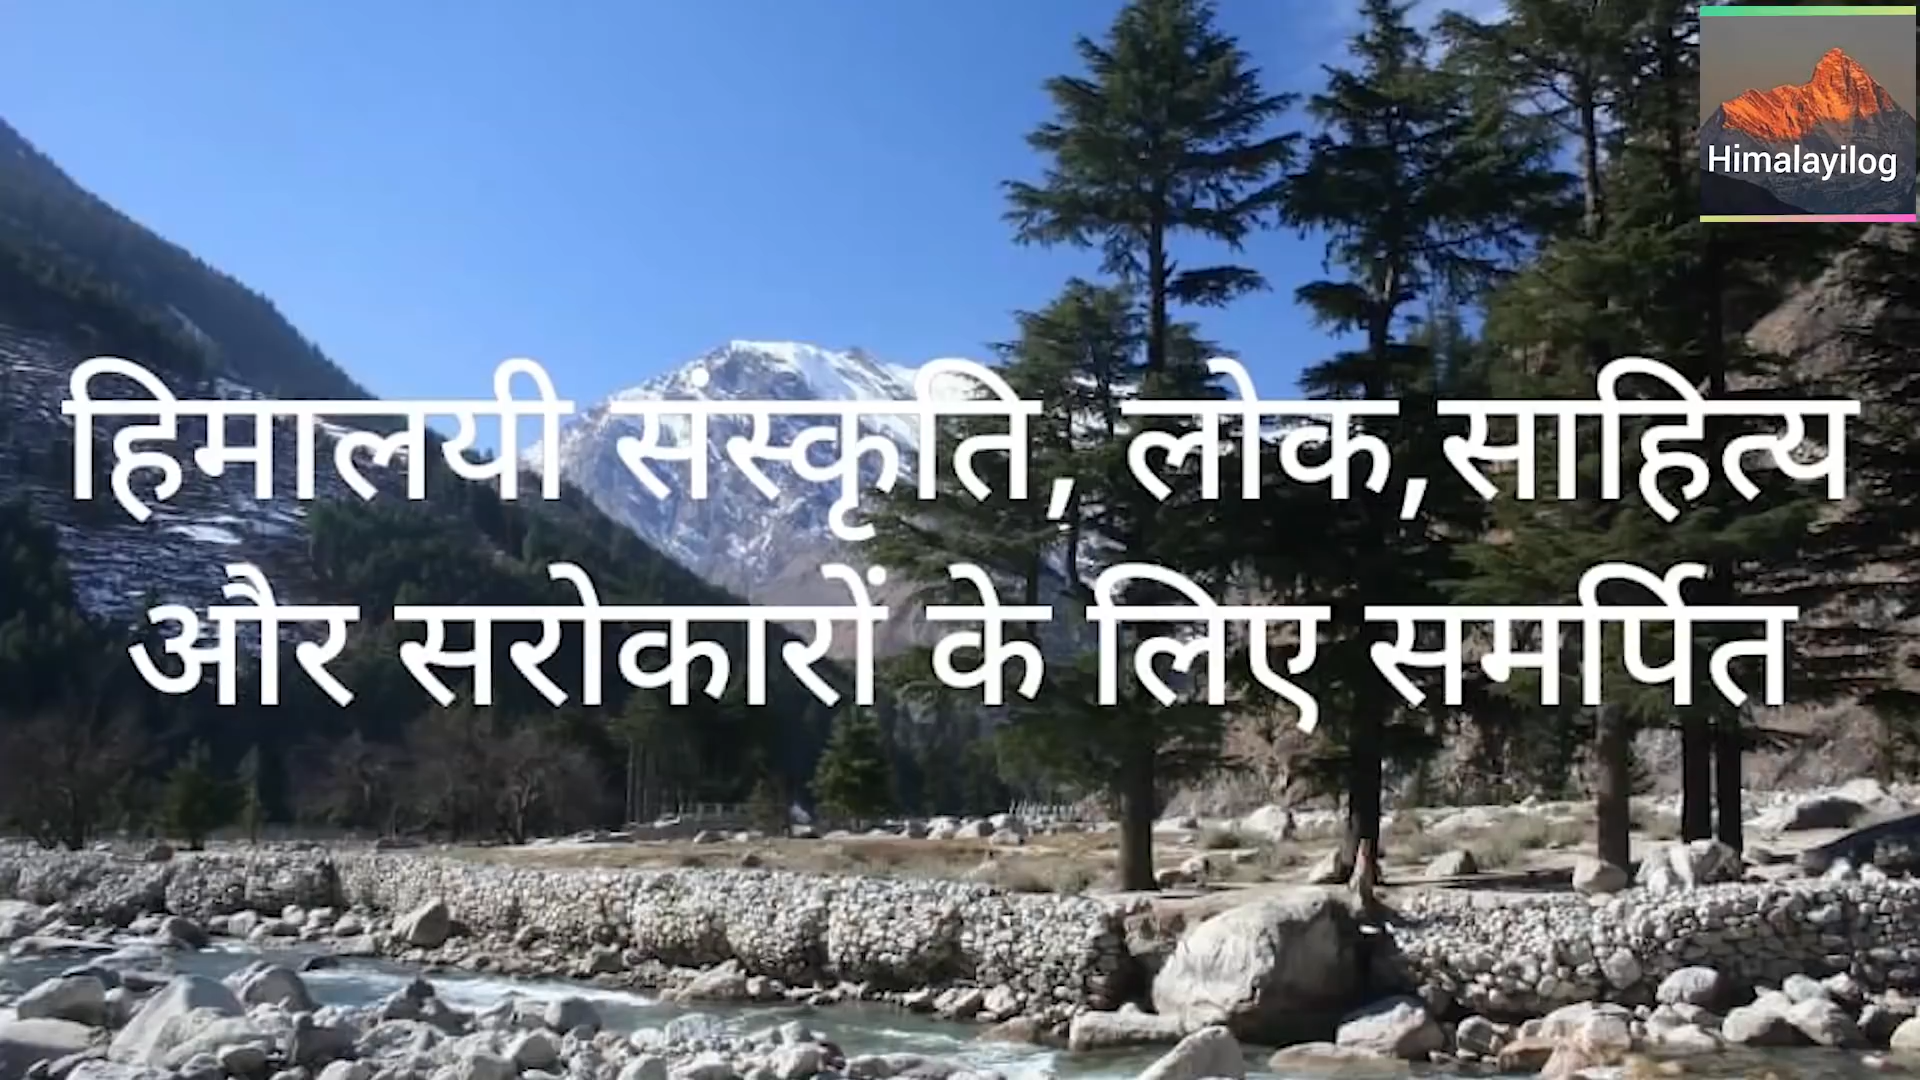 Himalayilog
हिमालयी संस्कृति, लोक,साहित्य
और सरोकारों के लिए समर्पित